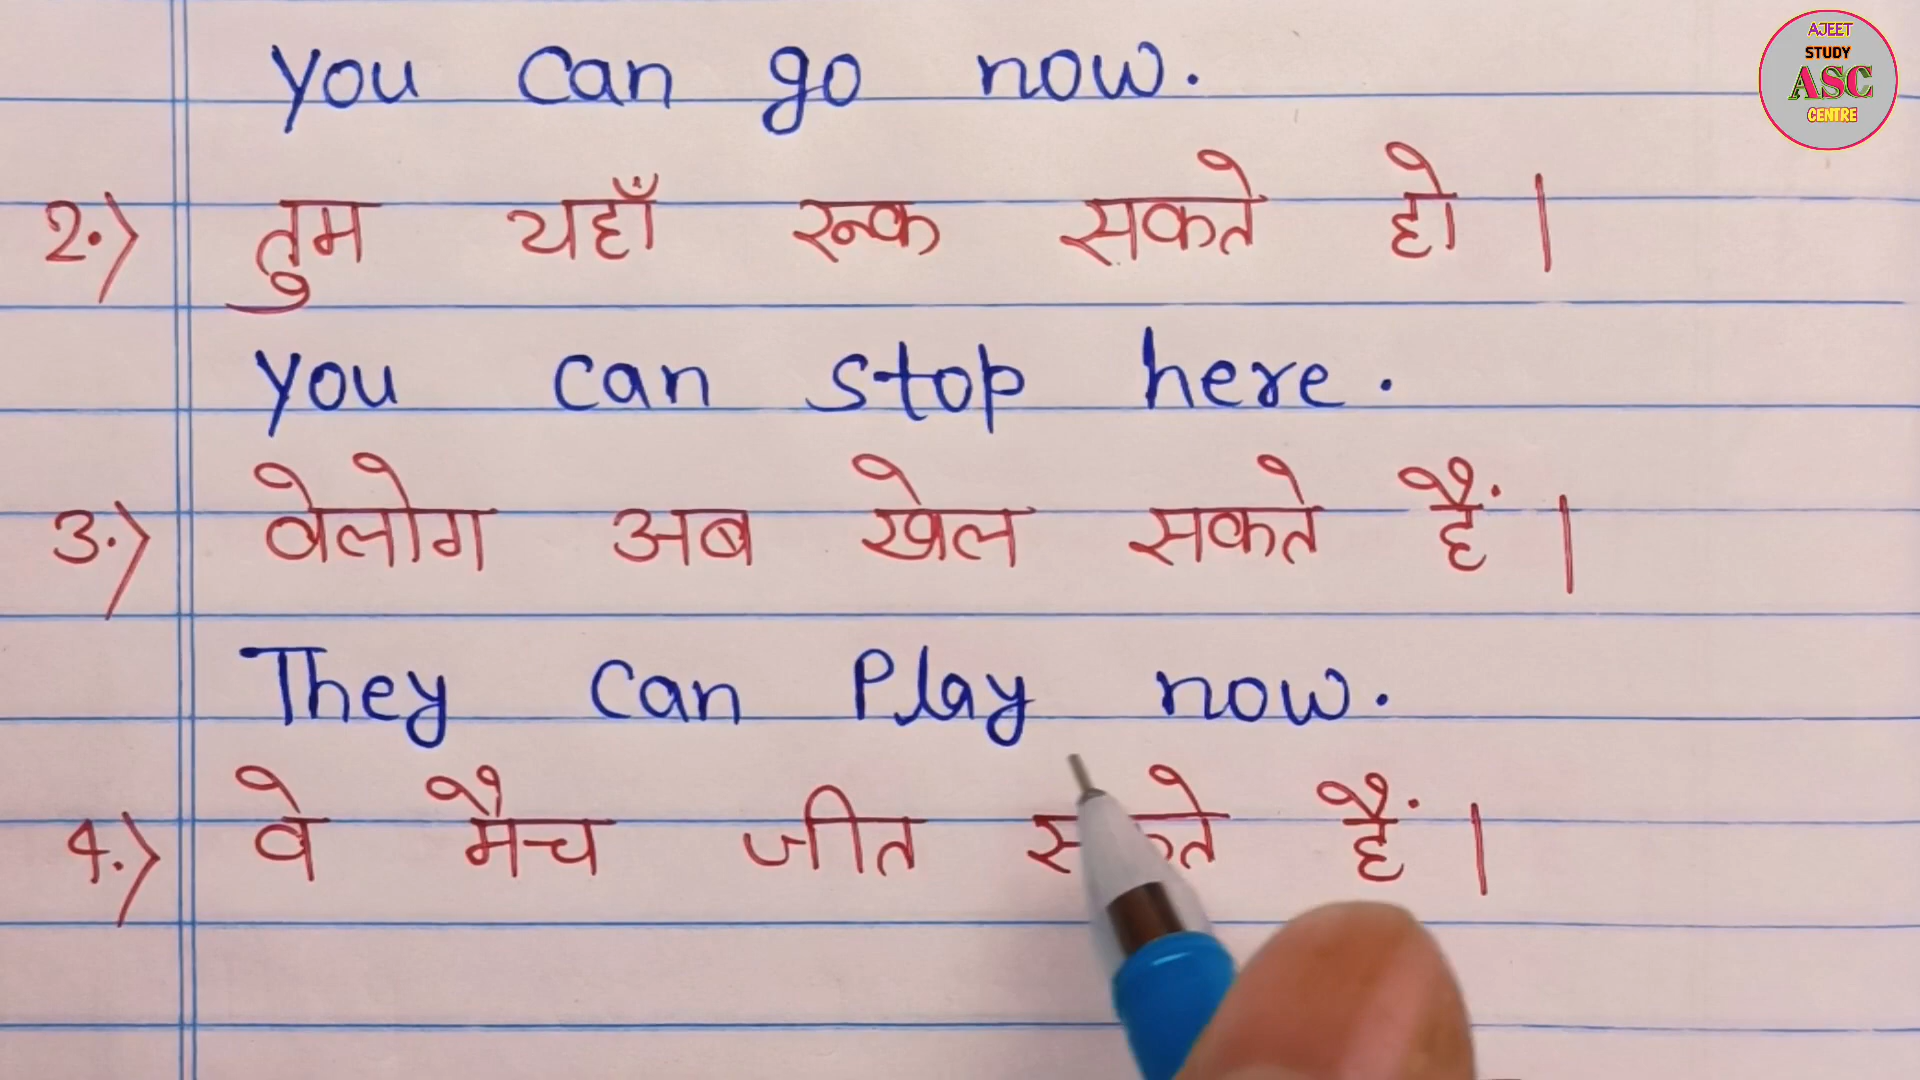 You can go now.
AJEET
STUDY
ASC
CENTRE
2.) तुम यहाँ रुक सकते हो ।
You can stop here.
3.) वेलोग अब खेल सकते हैं ।
They can Play now.
4.) वे मैच जीत सकते हैं ।